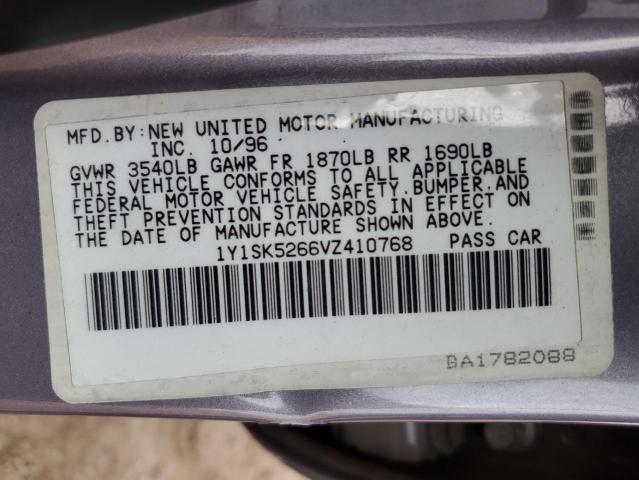 MFD.BY:NEW UNITED MOTOR MANUFACTURING
INC. 10/96
GVWR 3540LB GAWR FR 1870LB RR 1690LB
THIS VEHICLE CONFORMS TO ALL APPLICABLE
FEDERAL MOTOR VEHICLE SAFETY.BUMPER.AND
THEFT PREVENTION STANDARDS IN EFFECT ON
THE DATE OF MANUFACTURE SHOWN ABOVE.
1Y1SK5266VZ410768 PASS CAR
BA1782088